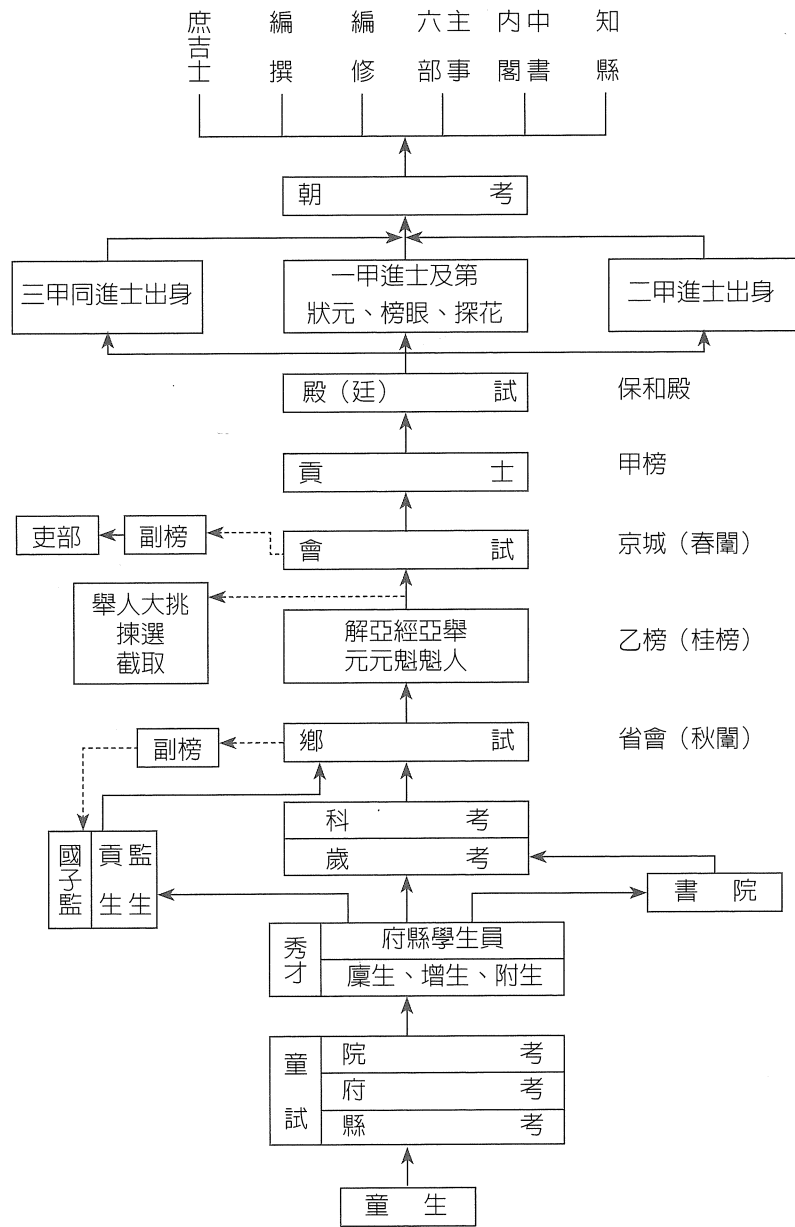 庶吉士
編撰
編修
六部主事
内閣中書
知縣
朝考
三甲同進士出身
一甲進士及第
狀元、榜眼、探花
二甲進士出身
殿（廷）試
保和殿
貢士
甲榜
吏部
副榜
會試
京城（春闈）
舉人大挑
揀選
截取
解亞經亞舉
元元魁魁人
乙榜（桂榜）
副榜
鄉試
省會（秋闈）
科考
歲考
國子監
貢生
監生
書院
秀才
府縣學生員
廩生、增生、附生
童試
院考
府考
縣考
童生